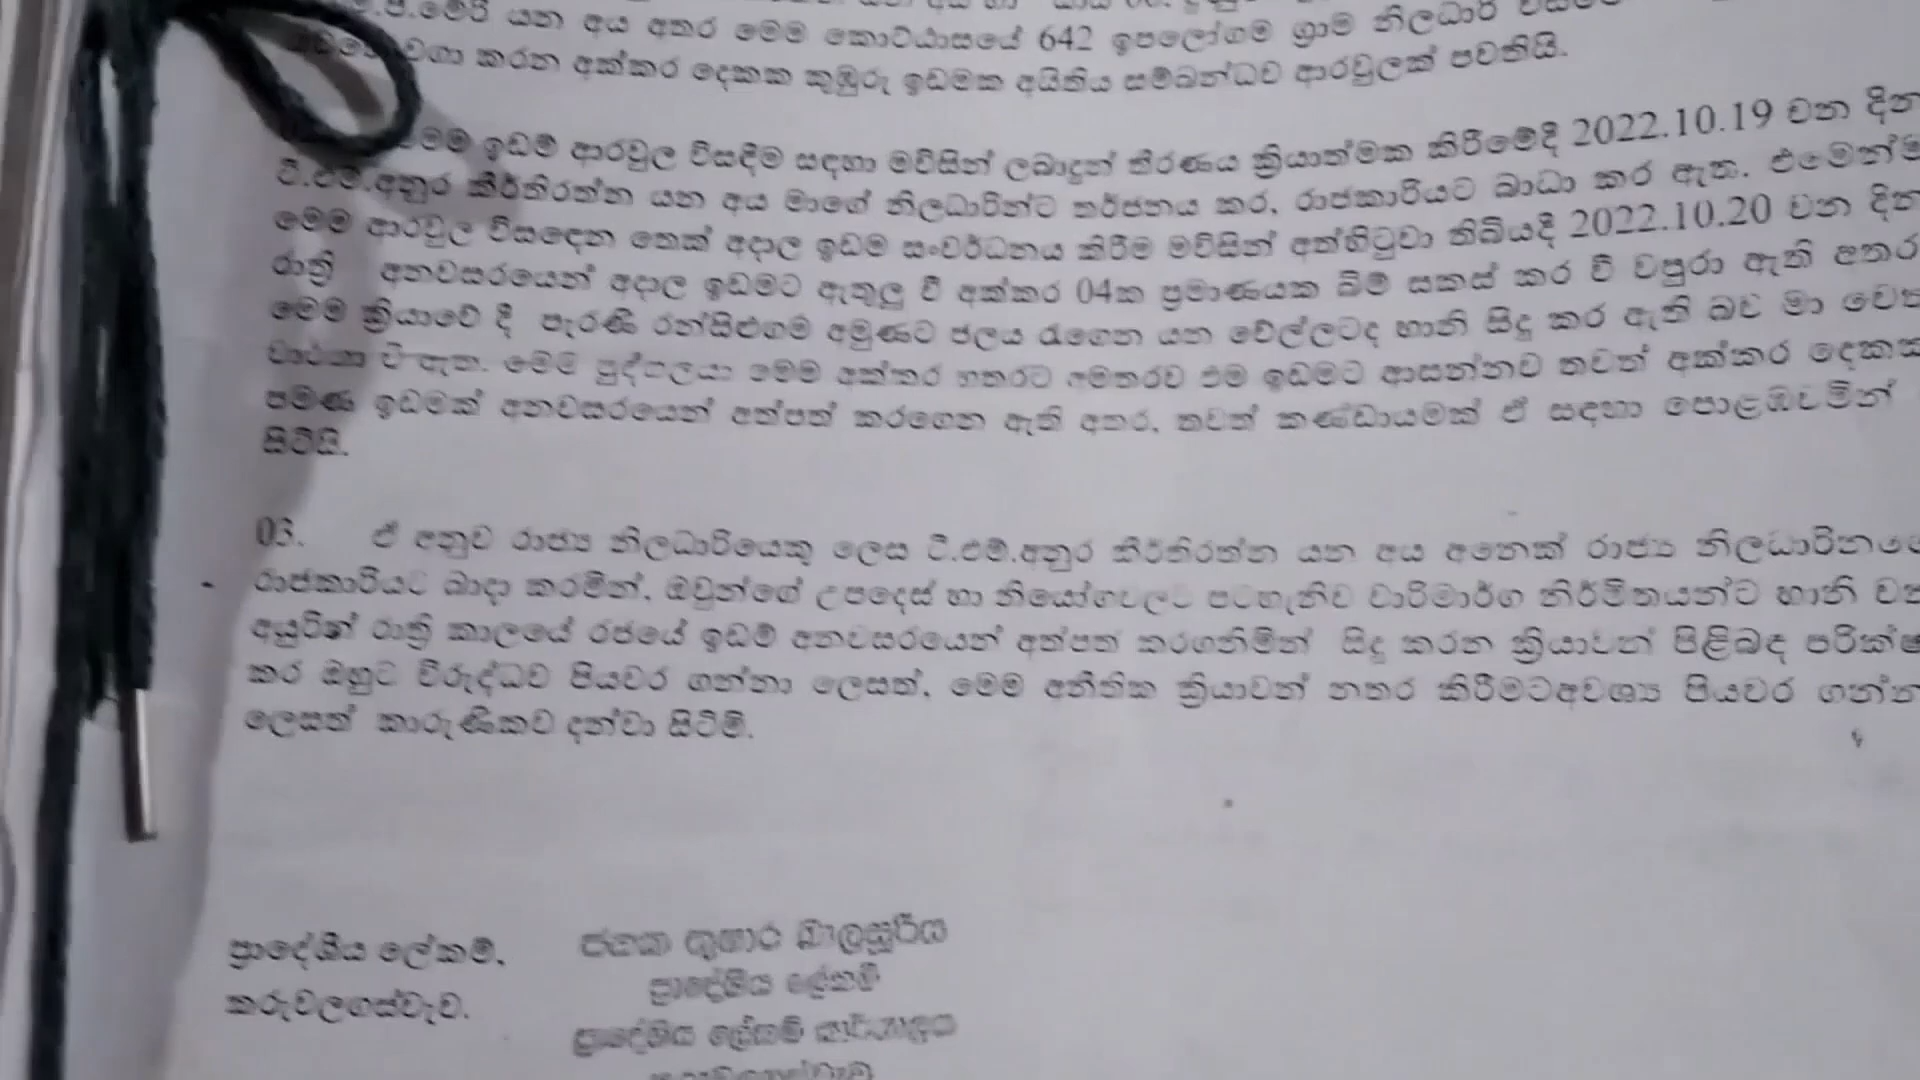 යන අය අතර මෙම කොට්ඨාසයේ 642 ඉපලෝගම ග්‍රාම නිලධාරී
වගා කරන අක්කර දෙකක කුඹුරු ඉඩමක අයිතිය සම්බන්ධව ආරවුලක් පවතියි.
මෙම ඉඩම් ආරවුල විසඳීම සඳහා මවිසින් ලබාදුන් තීරණය ක්‍රියාත්මක කිරීමේදී 2022.10.19 වන දින
ටී.එම්.අනුර කීර්තිරත්න යන අය මාගේ නිලධාරීන්ට තර්ජනය කර, රාජකාරියට බාධා කර ඇත. එමෙන්ම
මෙම ආරවුල විසඳෙන තෙක් අදාල ඉඩම සංවර්ධනය කිරීම මවිසින් අත්හිටුවා තිබියදී 2022.10.20 වන දින
රාත්‍රි අනවසරයෙන් අදාල ඉඩමට ඇතුලු වී අක්කර 04ක ප්‍රමාණයක බිම් සකස් කර වී වපුරා ඇති අතර
මෙම ක්‍රියාවේ දී පැරණි රන්සිළුගම අමුණට ජලය රැගෙන යන වේල්ලටද හානි සිදු කර ඇති බව මා වෙත
වාර්තා වී ඇත. මෙම පුද්ගලයා මෙම අක්කර හතරට අමතරව එම ඉඩමට ආසන්නව තවත් අක්කර දෙකක
පමණ ඉඩමක් අනවසරයෙන් අත්පත් කරගෙන ඇති අතර, තවත් කණ්ඩායමක් ඒ සඳහා පොළඹවමින්
සිටියි.
03. ඒ අනුව රාජ්‍ය නිලධාරියෙකු ලෙස ටී.එම්.අනුර කීර්තිරත්න යන අය අනෙක් රාජ්‍ය නිලධාරීනගේ
රාජකාරියට බාදා කරමින්, ඔවුන්ගේ උපදෙස් හා නියෝගවලට පටහැනිව වාරිමාර්ග නිර්මිතයන්ට හානි වන
අයුරින් රාත්‍රි කාලයේ රජයේ ඉඩම් අනවසරයෙන් අත්පත් කරගනිමින් සිදු කරන ක්‍රියාවන් පිළිබඳ පරික්ෂා
කර ඔහුට විරුද්ධව පියවර ගන්නා ලෙසත්, මෙම අනීතික ක්‍රියාවන් නතර කිරීමටඅවශ්‍ය පියවර ගන්නා
ලෙසත් කාරුණිකව දන්වා සිටිමි.
ප්‍රාදේශීය ලේකම්,
කරුවලගස්වැව.
ජනක කුමාර බාලසූරිය
ප්‍රාදේශීය ලේකම්
ප්‍රාදේශීය ලේකම් කාර්යාලය